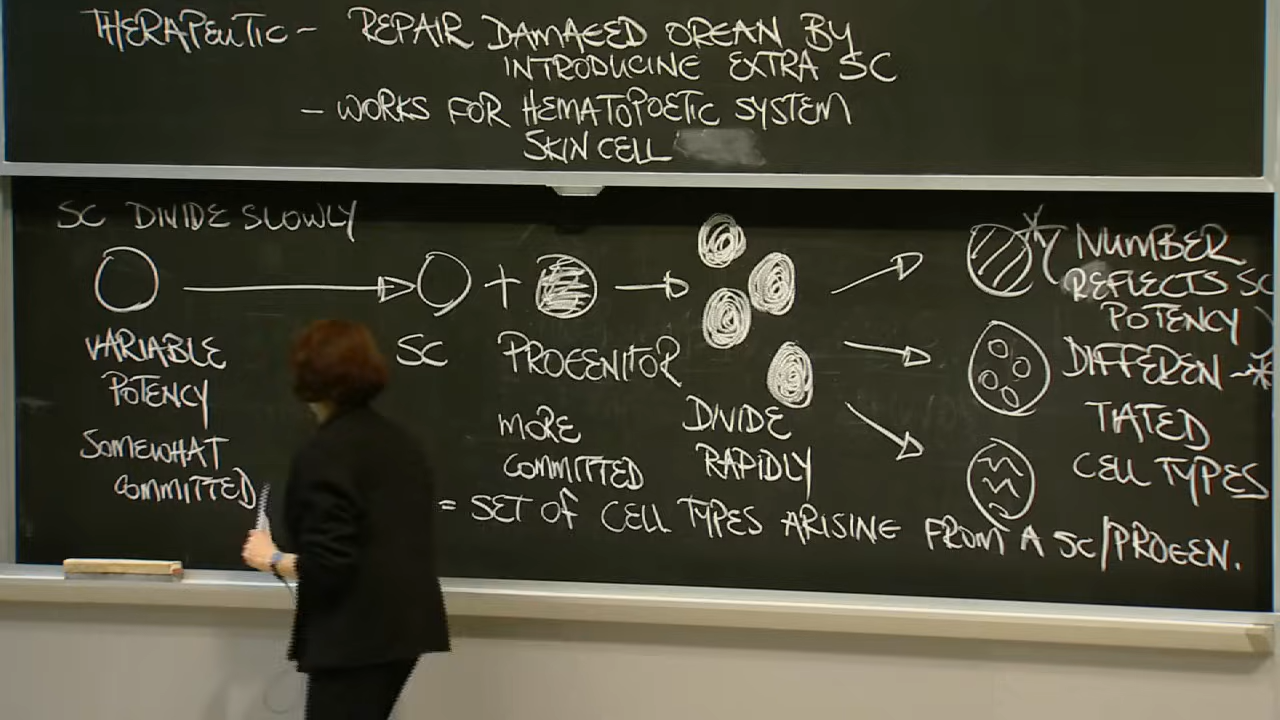 THERAPEUTIC - REPAIR DAMAGED ORGAN BY
INTRODUCING EXTRA SC
- WORKS FOR HEMATOPOETIC SYSTEM
SKIN CELL
SC DIVIDE SLOWLY
+
VARIABLE
POTENCY
SOMEWHAT
COMMITTED
SC
PROGENITOR
MORE
COMMITTED
DIVIDE
RAPIDLY
NUMBER
REFLECTS SC
POTENCY
DIFFEREN
TIATED
CELL TYPES
= SET OF CELL TYPES ARISING FROM A SC/PROGEN.